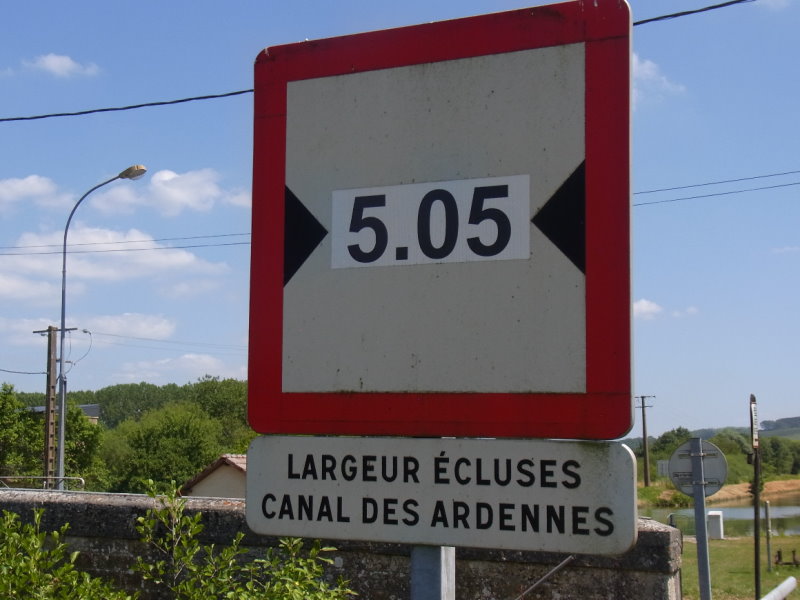 5.05
LARGEUR ÉCLUSES
CANAL DES ARDENNES